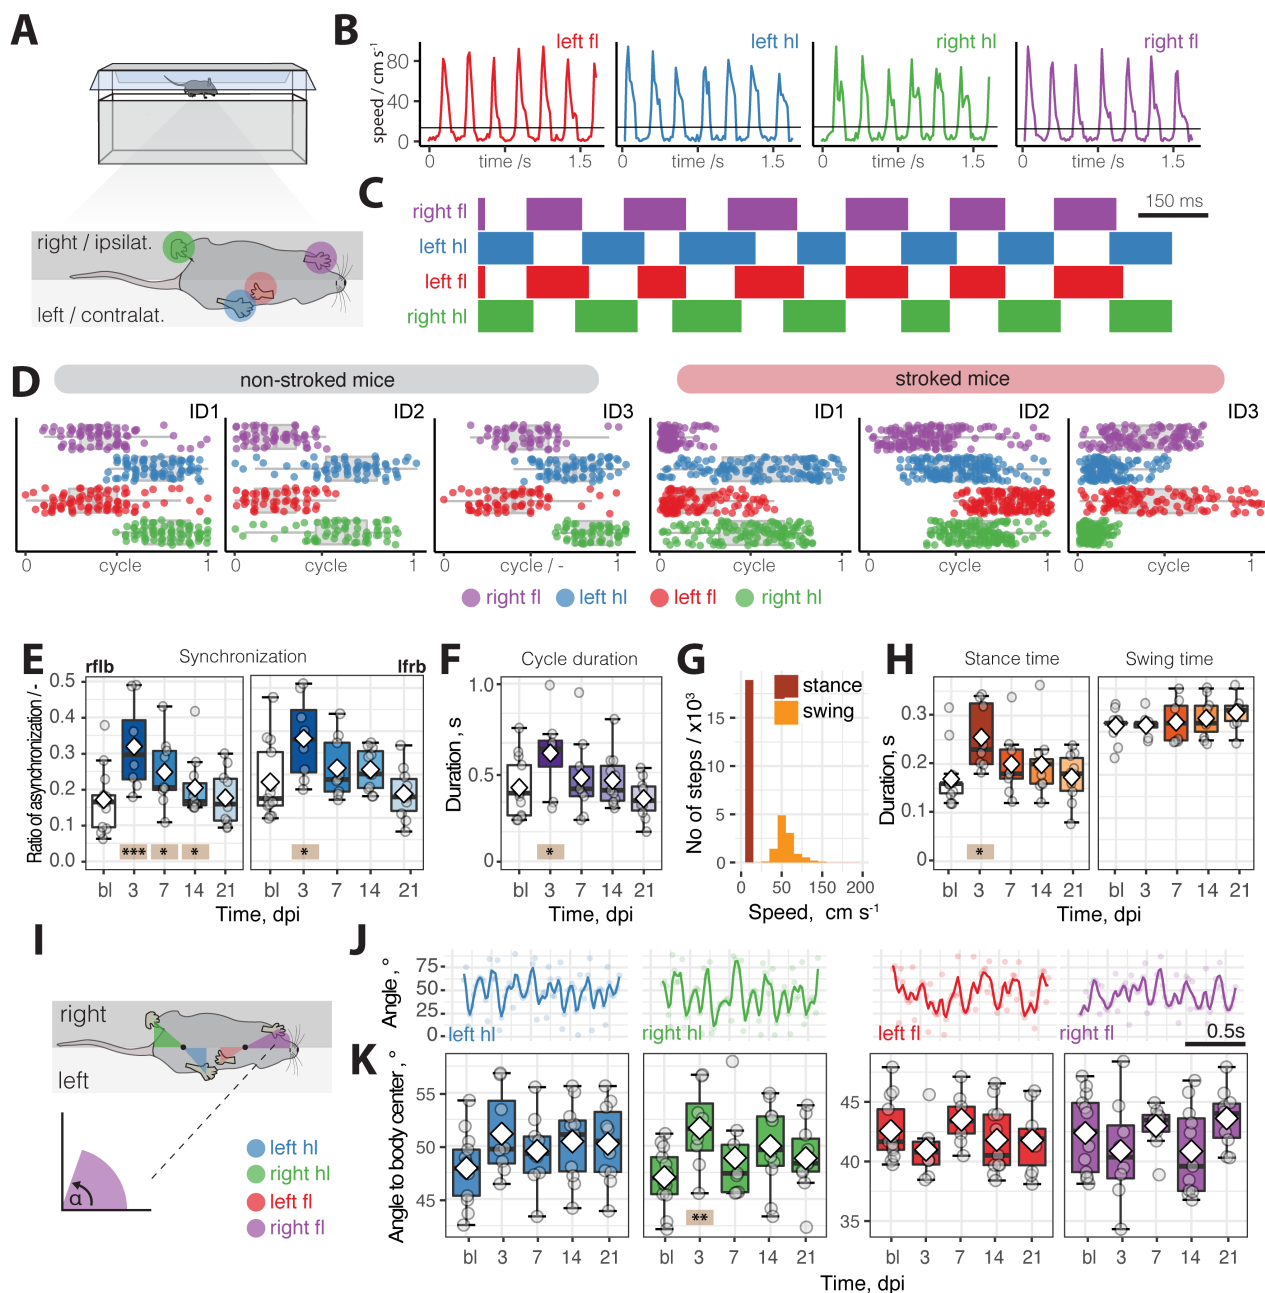 A
right / ipsilat.
left / contralat.
B
speed / cm s⁻¹
80
40
0
left fl
left hl
right hl
right fl
0 time /s 1.5
0 time /s 1.5
0 time /s 1.5
0 time /s 1.5
C
150 ms
right fl
left hl
left fl
right hl
D
non-stroked mice
stroked mice
ID1
ID2
ID3
ID1
ID2
ID3
0 cycle 1
0 cycle 1
0 cycle / - 1
0 cycle 1
0 cycle 1
0 cycle 1
right fl
left hl
left fl
right hl
E
Synchronization
rflb
lfrb
Ratio of asynchronization / -
0.5
0.4
0.3
0.2
0.1
0.0
*** * *
*
bl 3 7 14 21
bl 3 7 14 21
Time, dpi
F
Cycle duration
Duration , s
1.0
0.5
0
*
bl 3 7 14 21
Time, dpi
G
No of steps / x10³
15
10
5
0
stance
swing
0 50 150 200
Speed, cm s⁻¹
H
Stance time
Swing time
Duration, s
0.3
0.2
0.1
0
*
bl 3 7 14 21
bl 3 7 14 21
Time, dpi
I
right
left
α
left hl
right hl
left fl
right fl
J
Angle , °
75
50
25
0
left hl
right hl
left fl
right fl
0.5s
K
Angle to body center , °
55
50
45
**
45
40
35
bl 3 7 14 21
bl 3 7 14 21
bl 3 7 14 21
bl 3 7 14 21
Time, dpi